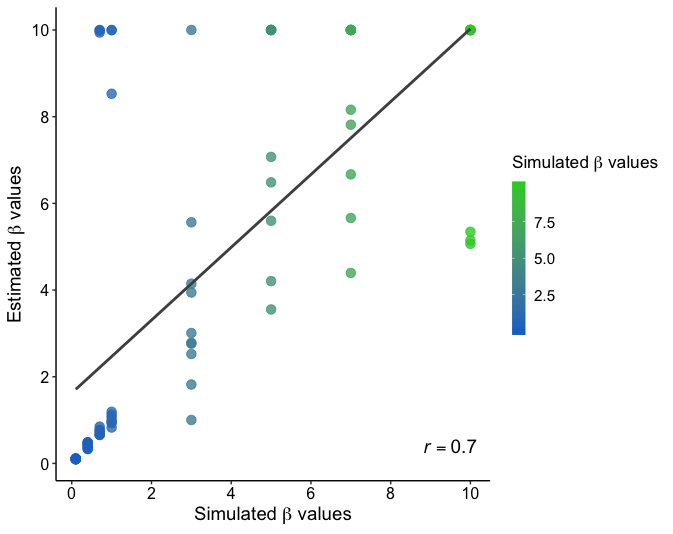 10
8
6
4
2
0
Estimated β values
0 2 4 6 8 10
Simulated β values
r = 0.7
Simulated β values
7.5
5.0
2.5